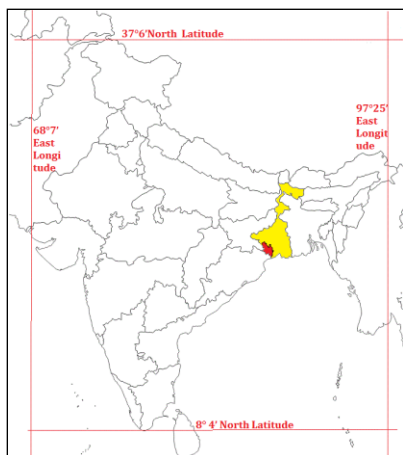 37°6'North Latitude
97°25'
East
Longit
ude
68°7'
East
Longi
tude
8° 4' North Latitude